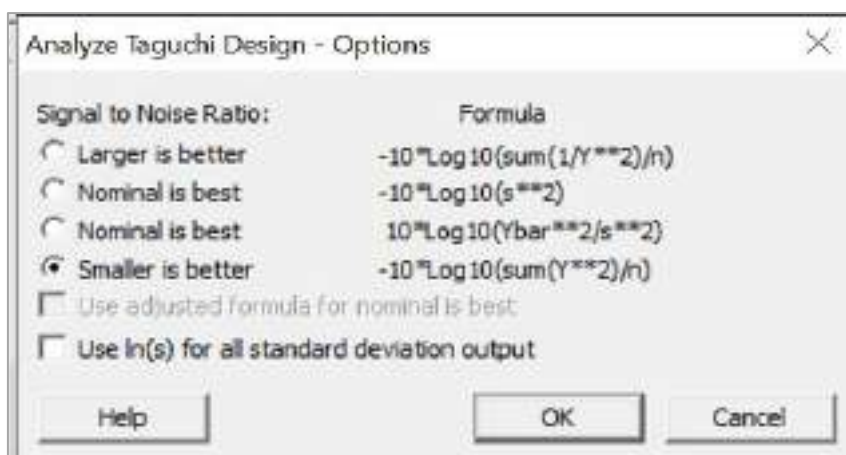 Analyze Taguchi Design - Options
Signal to Noise Ratio: Formula
Larger is better -10*Log10(sum(1/Y**2)/n)
Nominal is best -10*Log10(s**2)
Nominal is best 10*Log10(Ybar**2/s**2)
Smaller is better -10*Log10(sum(Y**2)/n)
Use adjusted formula for nominal is best
Use ln(s) for all standard deviation output
Help OK Cancel